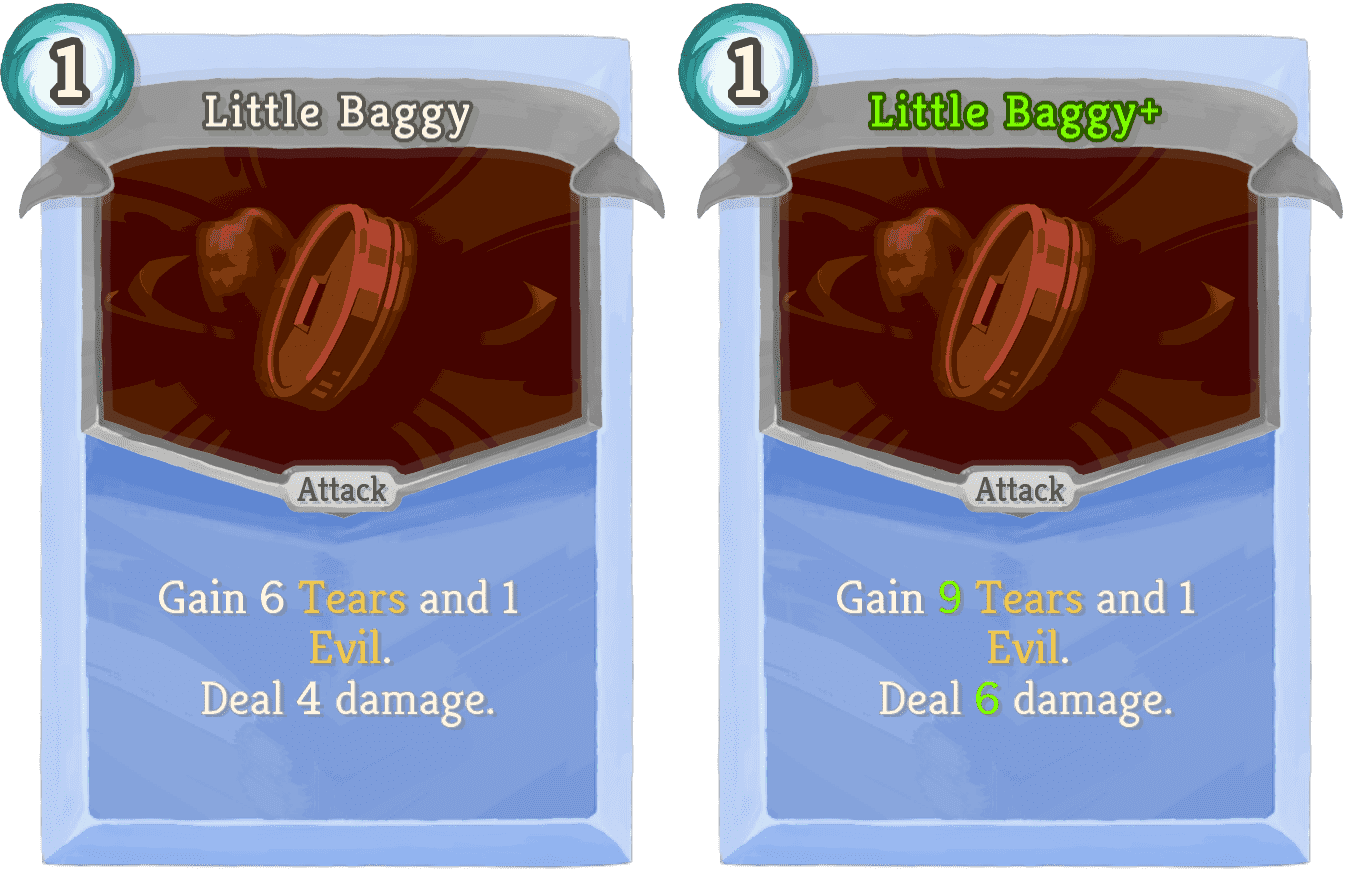 1
Little Baggy
Attack
Gain 6 Tears and 1
Evil.
Deal 4 damage.
1
Little Baggy+
Attack
Gain 9 Tears and 1
Evil.
Deal 6 damage.